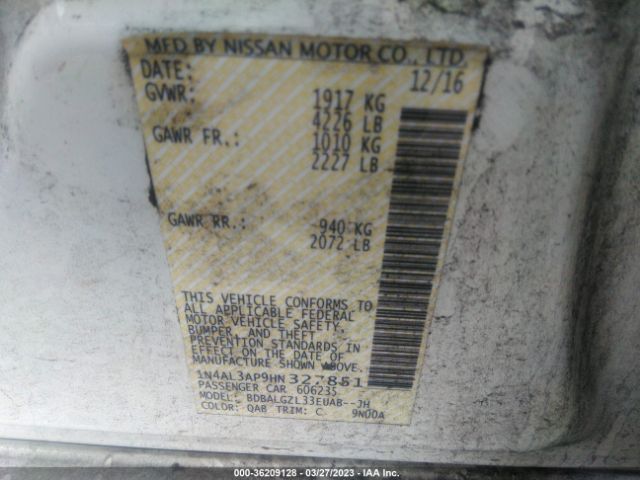 MFD BY NISSAN MOTOR CO., LTD.
DATE: 12/16
GVWR: 1917 KG
4226 LB
GAWR FR.: 1010 KG
2227 LB
GAWR RR.: 940 KG
2072 LB
THIS VEHICLE CONFORMS TO
ALL APPLICABLE FEDERAL
MOTOR VEHICLE SAFETY,
BUMPER, AND THEFT
PREVENTION STANDARDS IN
EFFECT ON THE DATE OF
MANUFACTURE SHOWN ABOVE.
1N4AL3AP9HN327851
PASSENGER CAR 606235
MODEL: BDBALGZL33EUAB--JH
COLOR: QAB TRIM: C 9N00A
000-36209128 - 03/27/2023 - IAA Inc.